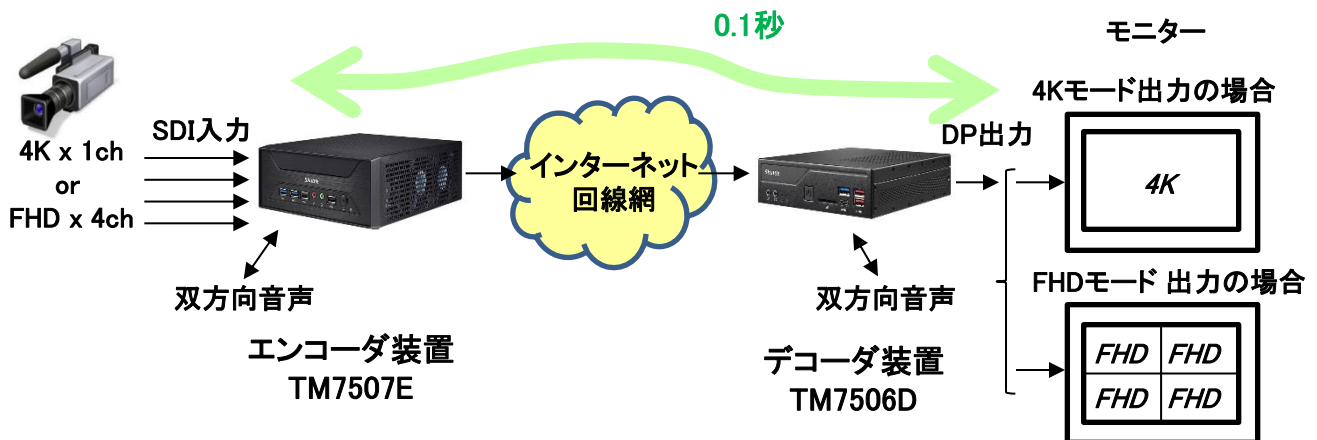 0.1秒
モニター
4Kモード出力の場合
SDI入力
DP出力
4K x 1ch
or
FHD x 4ch
インターネット
回線網
4K
双方向音声
双方向音声
FHDモード 出力の場合
エンコーダ装置
TM7507E
デコーダ装置
TM7506D
FHD FHD
FHD FHD